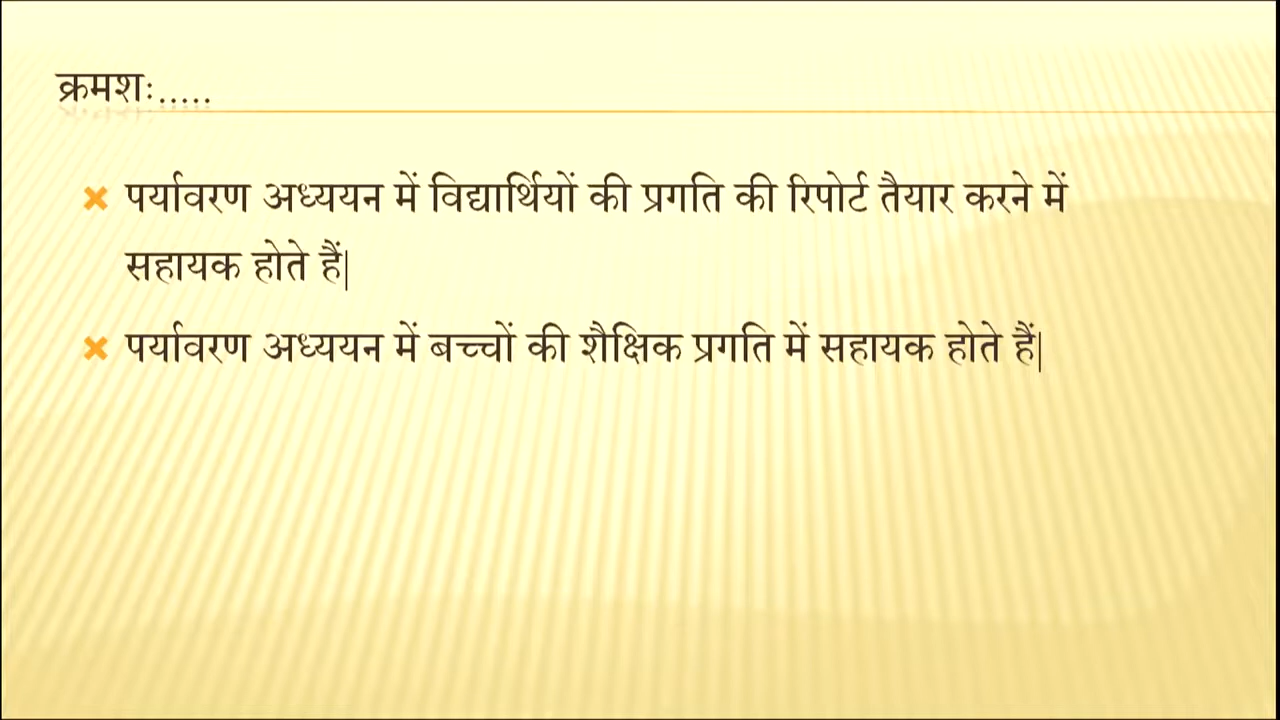 क्रमशः.....
पर्यावरण अध्ययन में विद्यार्थियों की प्रगति की रिपोर्ट तैयार करने में
सहायक होते हैं|
पर्यावरण अध्ययन में बच्चों की शैक्षिक प्रगति में सहायक होते हैं|